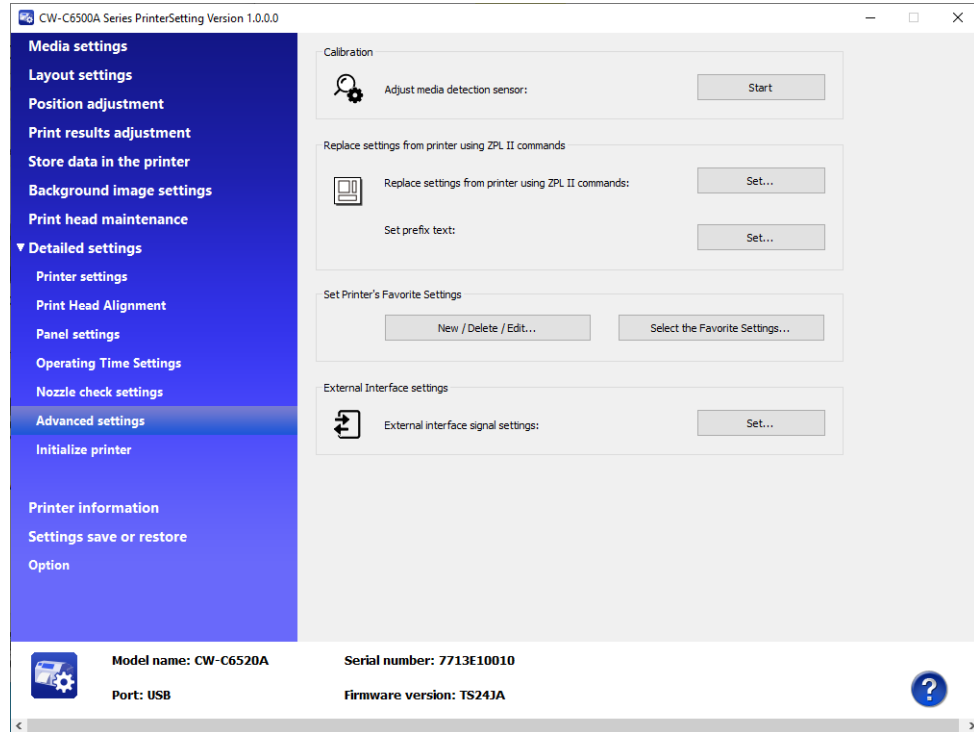 CW-C6500A Series PrinterSetting Version 1.0.0.0
Media settings
Layout settings
Position adjustment
Print results adjustment
Store data in the printer
Background image settings
Print head maintenance
▼ Detailed settings
Printer settings
Print Head Alignment
Panel settings
Operating Time Settings
Nozzle check settings
Advanced settings
Initialize printer
Printer information
Settings save or restore
Option
Calibration
Adjust media detection sensor: Start
Replace settings from printer using ZPL II commands
Replace settings from printer using ZPL II commands: Set...
Set prefix text: Set...
Set Printer's Favorite Settings
New / Delete / Edit... Select the Favorite Settings...
External Interface settings
External interface signal settings: Set...
Model name: CW-C6520A Serial number: 7713E10010
Port: USB Firmware version: TS24JA
?